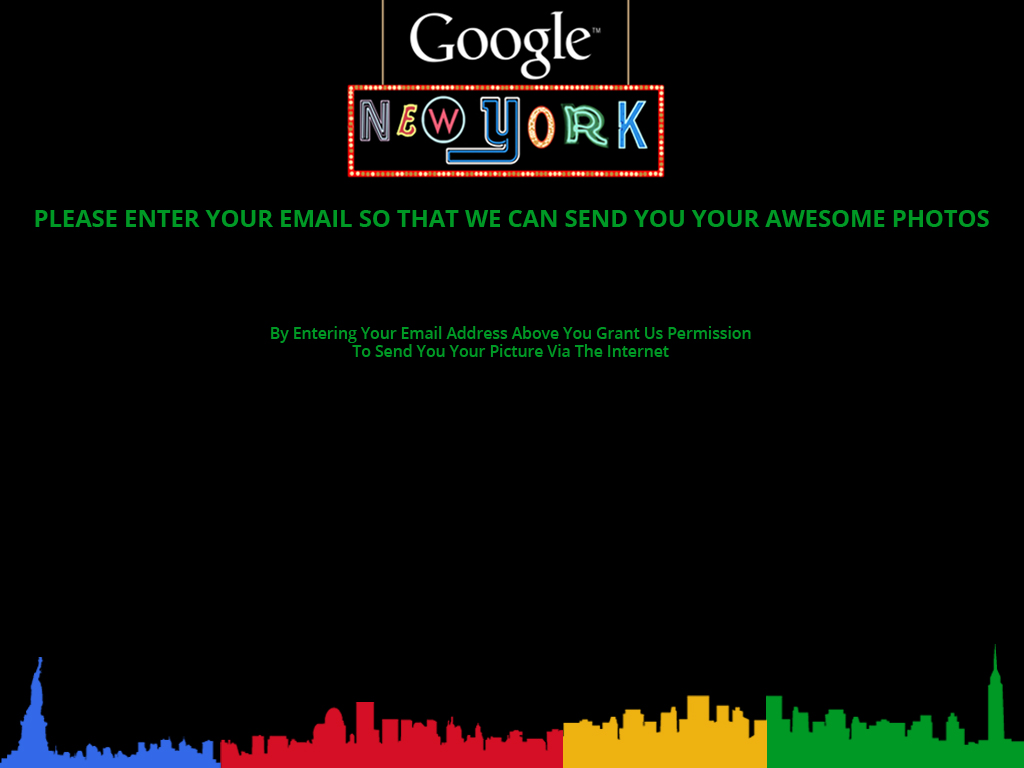 Google™
NEW YORK
PLEASE ENTER YOUR EMAIL SO THAT WE CAN SEND YOU YOUR AWESOME PHOTOS
By Entering Your Email Address Above You Grant Us Permission
To Send You Your Picture Via The Internet